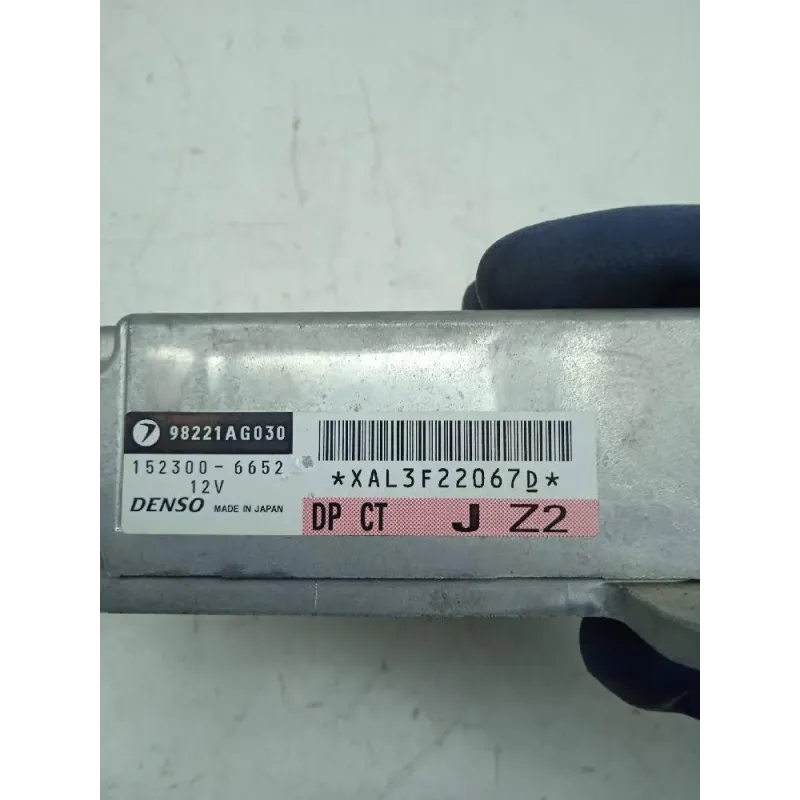 98221AG030
152300-6652
12V
DENSO MADE IN JAPAN
*XAL3F22067D*
DP CT J Z2